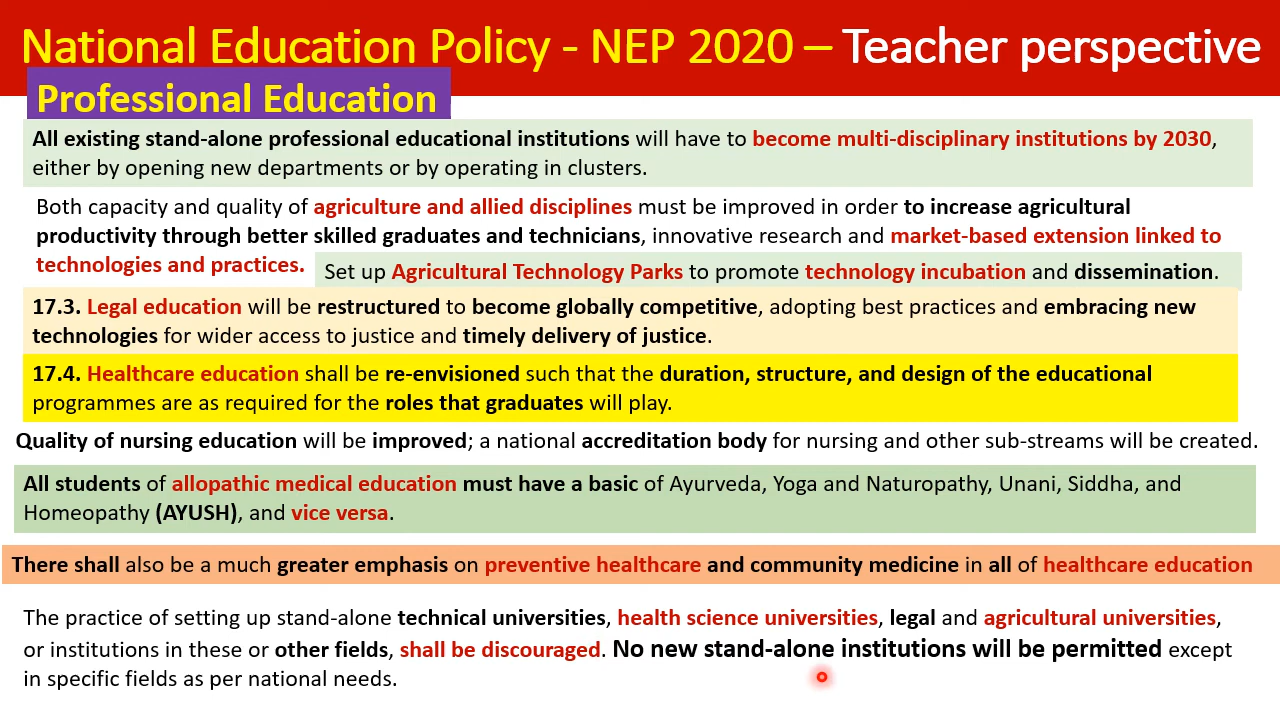 National Education Policy - NEP 2020 – Teacher perspective
Professional Education
All existing stand-alone professional educational institutions will have to become multi-disciplinary institutions by 2030,
either by opening new departments or by operating in clusters.
Both capacity and quality of agriculture and allied disciplines must be improved in order to increase agricultural
productivity through better skilled graduates and technicians, innovative research and market-based extension linked to
technologies and practices.
Set up Agricultural Technology Parks to promote technology incubation and dissemination.
17.3. Legal education will be restructured to become globally competitive, adopting best practices and embracing new
technologies for wider access to justice and timely delivery of justice.
17.4. Healthcare education shall be re-envisioned such that the duration, structure, and design of the educational
programmes are as required for the roles that graduates will play.
Quality of nursing education will be improved; a national accreditation body for nursing and other sub-streams will be created.
All students of allopathic medical education must have a basic of Ayurveda, Yoga and Naturopathy, Unani, Siddha, and
Homeopathy (AYUSH), and vice versa.
There shall also be a much greater emphasis on preventive healthcare and community medicine in all of healthcare education
The practice of setting up stand-alone technical universities, health science universities, legal and agricultural universities,
or institutions in these or other fields, shall be discouraged. No new stand-alone institutions will be permitted except
in specific fields as per national needs.